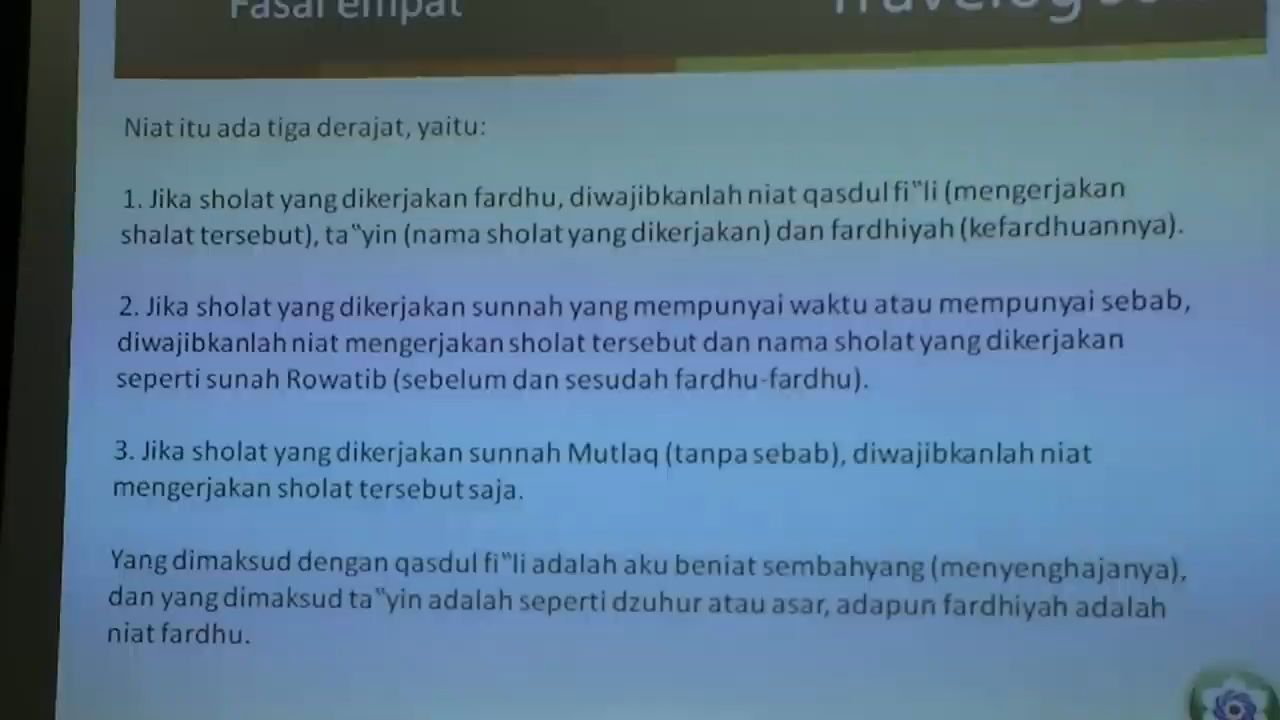 Fasal empat
Niat itu ada tiga derajat, yaitu:
1. Jika sholat yang dikerjakan fardhu, diwajibkanlah niat qasdul fi‟li (mengerjakan
shalat tersebut), ta‟yin (nama sholat yang dikerjakan) dan fardhiyah (kefardhuannya).
2. Jika sholat yang dikerjakan sunnah yang mempunyai waktu atau mempunyai sebab,
diwajibkanlah niat mengerjakan sholat tersebut dan nama sholat yang dikerjakan
seperti sunah Rowatib (sebelum dan sesudah fardhu-fardhu).
3. Jika sholat yang dikerjakan sunnah Mutlaq (tanpa sebab), diwajibkanlah niat
mengerjakan sholat tersebut saja.
Yang dimaksud dengan qasdul fi‟li adalah aku beniat sembahyang (menyenghajanya),
dan yang dimaksud ta‟yin adalah seperti dzuhur atau asar, adapun fardhiyah adalah
niat fardhu.